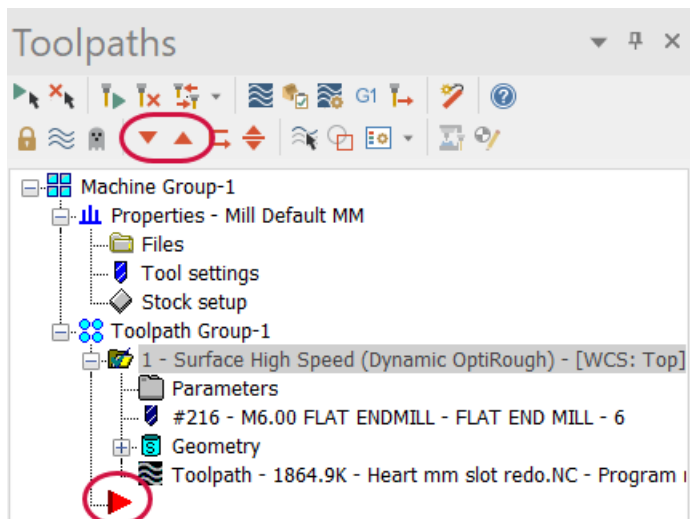 Toolpaths
G1
Machine Group-1
Properties - Mill Default MM
Files
Tool settings
Stock setup
Toolpath Group-1
1 - Surface High Speed (Dynamic OptiRough) - [WCS: Top]
Parameters
#216 - M6.00 FLAT ENDMILL - FLAT END MILL - 6
Geometry
Toolpath - 1864.9K - Heart mm slot redo.NC - Program